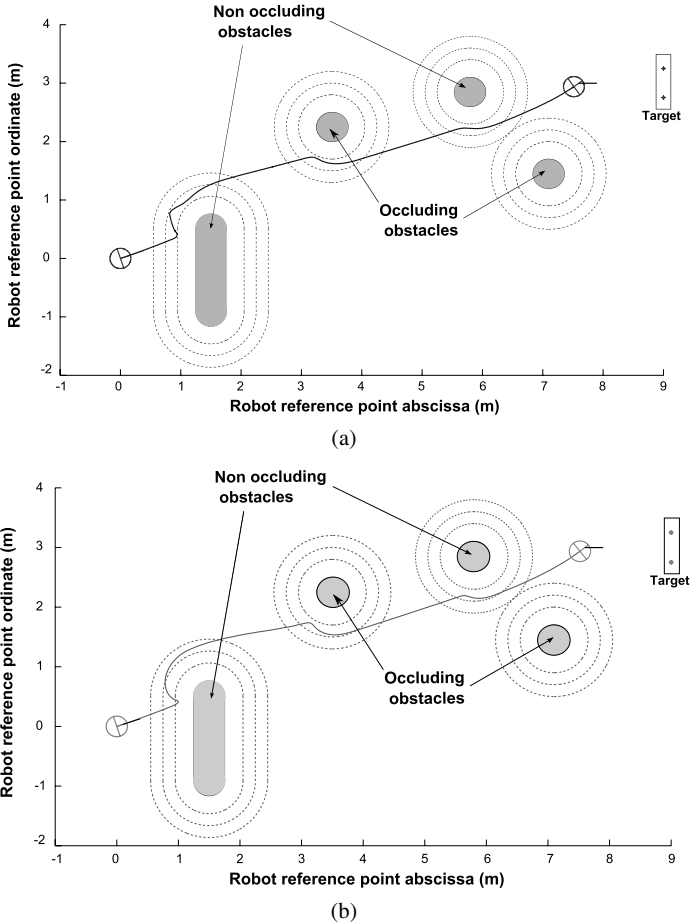 Non occluding
obstacles
4
3
2
1
0
-1
-2
Robot reference point ordinate (m)
Target
Occluding
obstacles
-1 0 1 2 3 4 5 6 7 8 9
Robot reference point abscissa (m)
(a)
Non occluding
obstacles
4
3
2
1
0
-1
-2
Robot reference point ordinate (m)
Target
Occluding
obstacles
-1 0 1 2 3 4 5 6 7 8 9
Robot reference point abscissa (m)
(b)